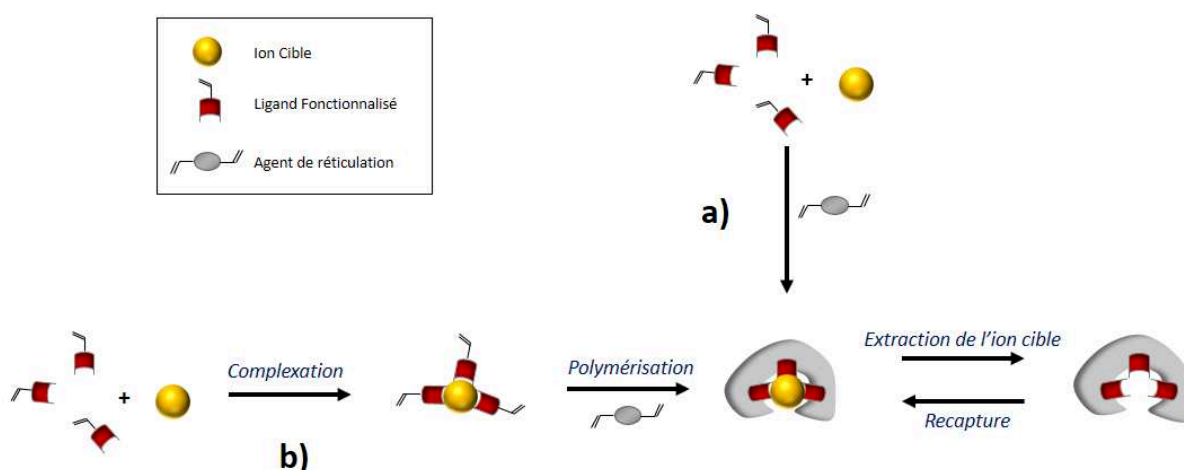 Ion Cible
Ligand Fonctionnalisé
Agent de réticulation
+
a)
Complexation
Polymérisation
Extraction de l'ion cible
Recapture
+
b)